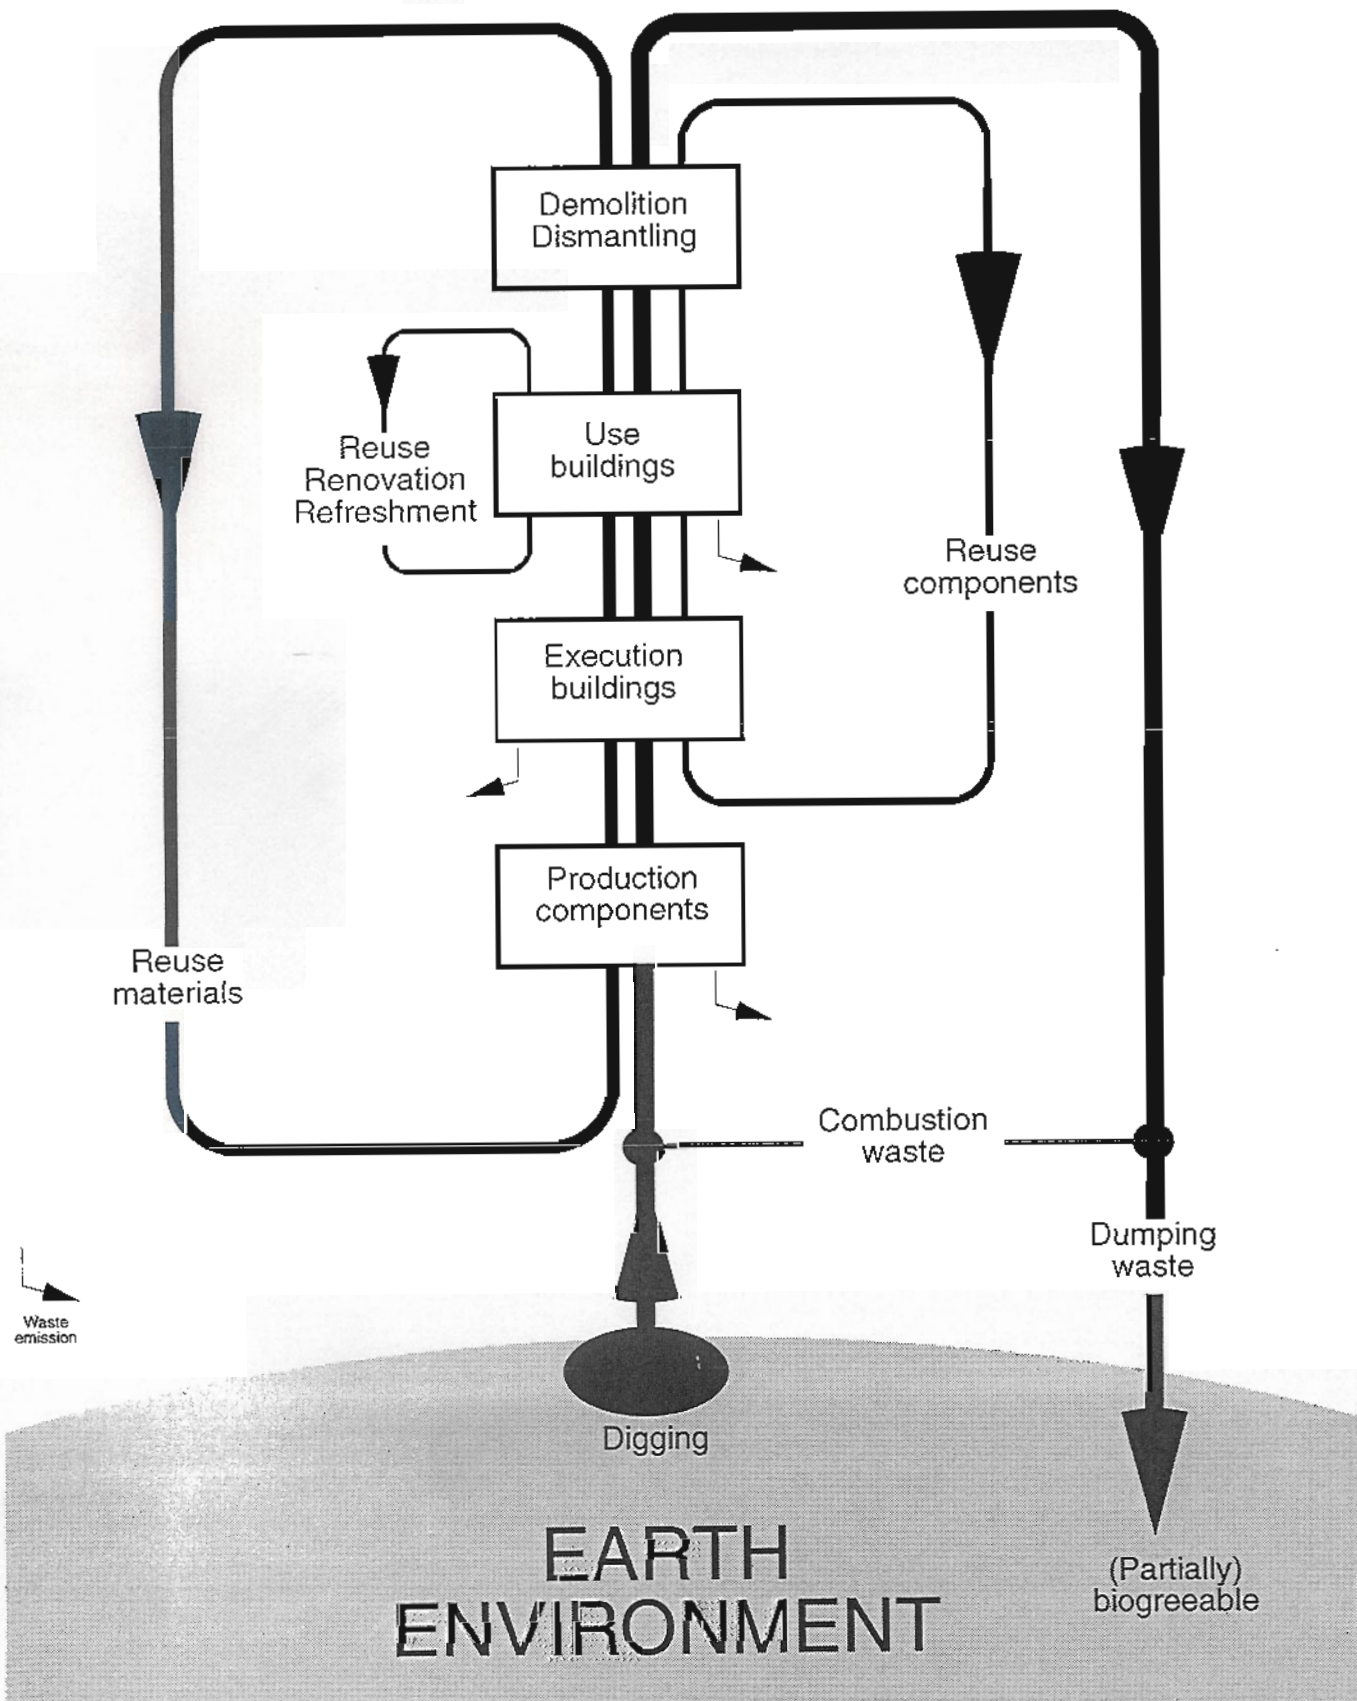 Demolition
Dismantling
Use
buildings
Reuse
Renovation
Refreshment
Reuse
components
Execution
buildings
Production
components
Reuse
materials
Combustion
waste
Dumping
waste
Waste
emission
Digging
EARTH
ENVIRONMENT
(Partially)
biogreeable